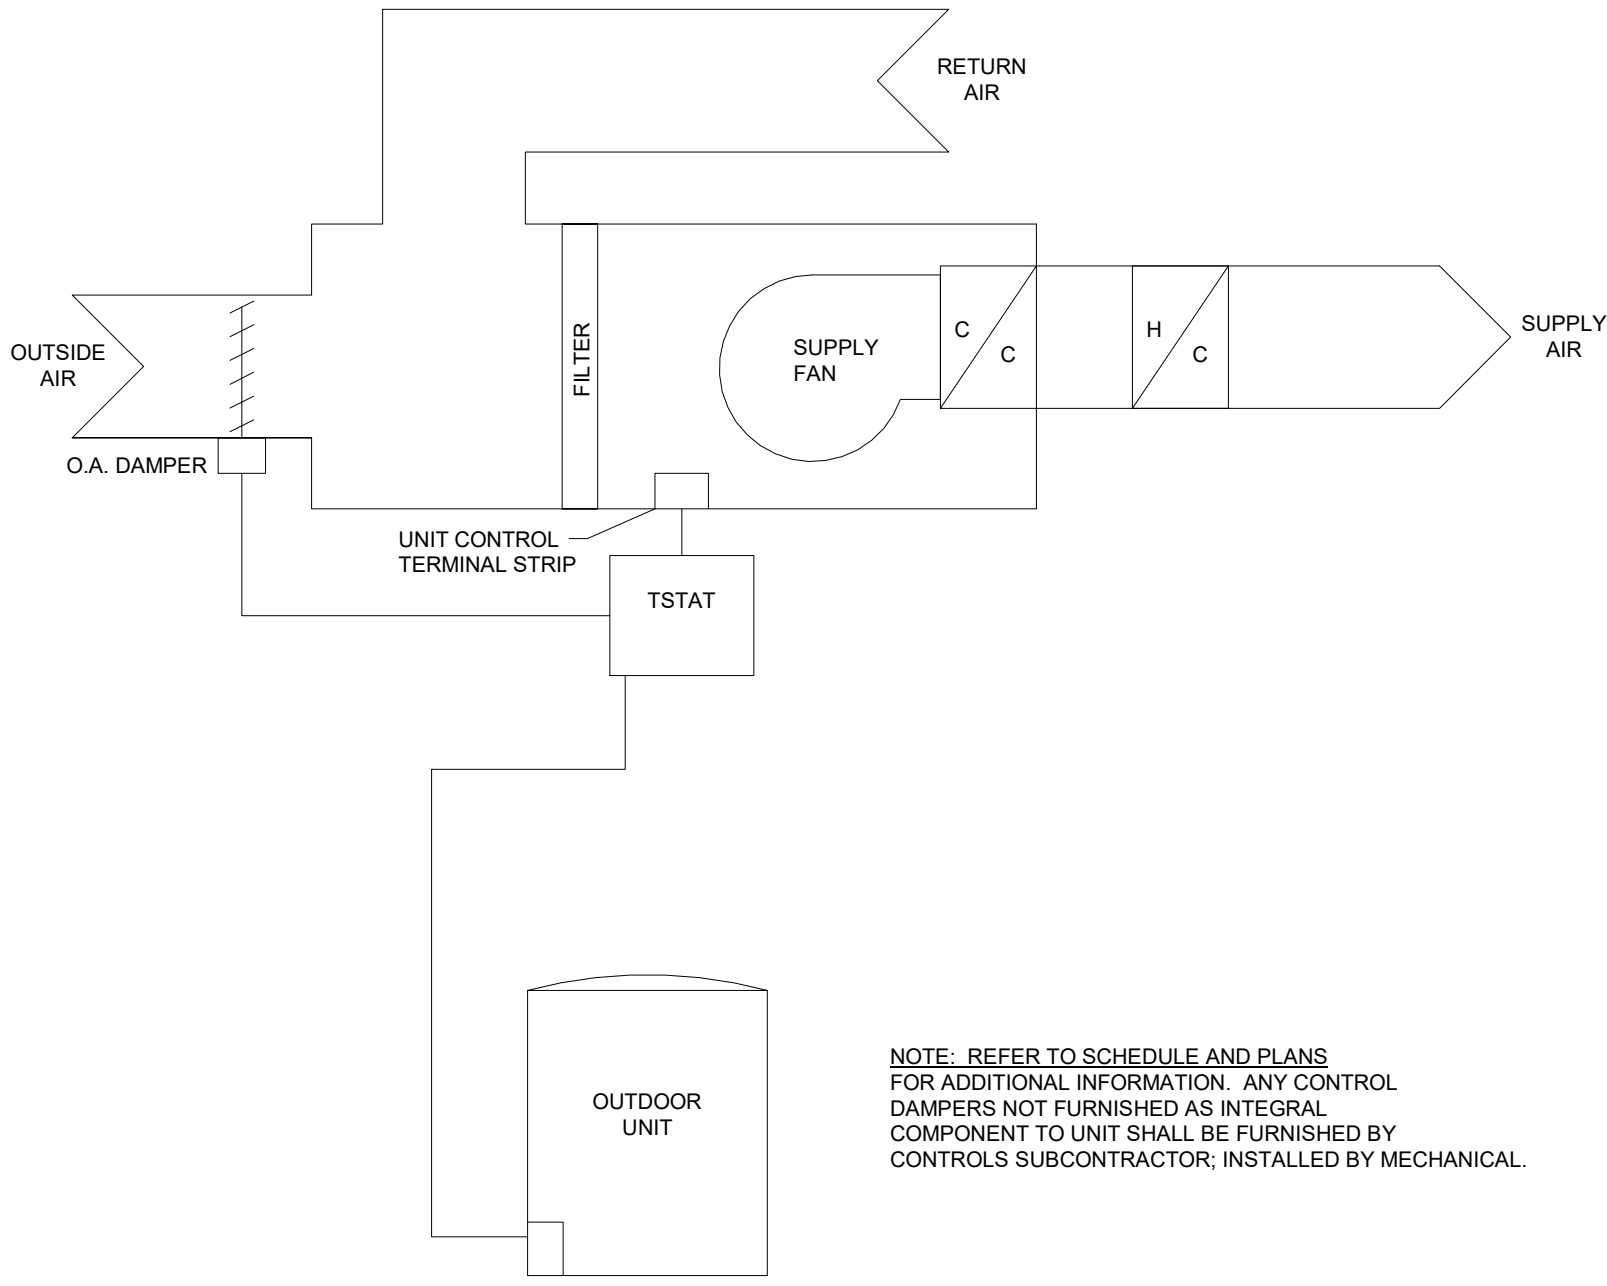 RETURN
AIR
OUTSIDE
AIR
FILTER
SUPPLY
FAN
C
C
H
C
SUPPLY
AIR
O.A. DAMPER
UNIT CONTROL
TERMINAL STRIP
TSTAT
OUTDOOR
UNIT
NOTE:  REFER TO SCHEDULE AND PLANS
FOR ADDITIONAL INFORMATION.  ANY CONTROL
DAMPERS NOT FURNISHED AS INTEGRAL
COMPONENT TO UNIT SHALL BE FURNISHED BY
CONTROLS SUBCONTRACTOR; INSTALLED BY MECHANICAL.